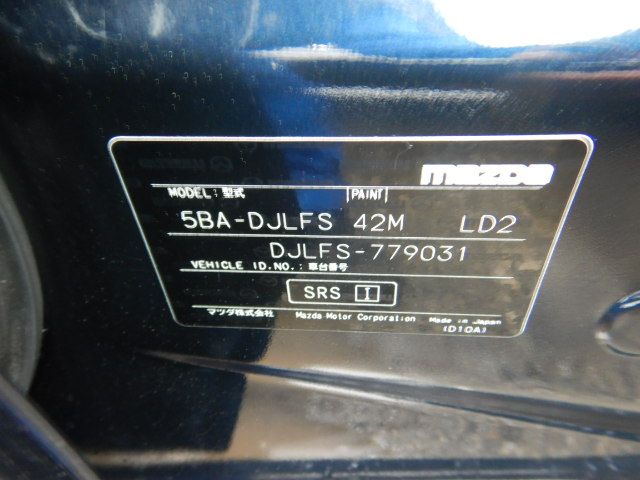 mazda
MODEL:型式 PAINT
5BA-DJLFS 42M LD2
DJLFS-779031
VEHICLE ID.NO.:車台番号
SRS I
マツダ株式会社 Mazda Motor Corporation Made in Japan
(D10A)